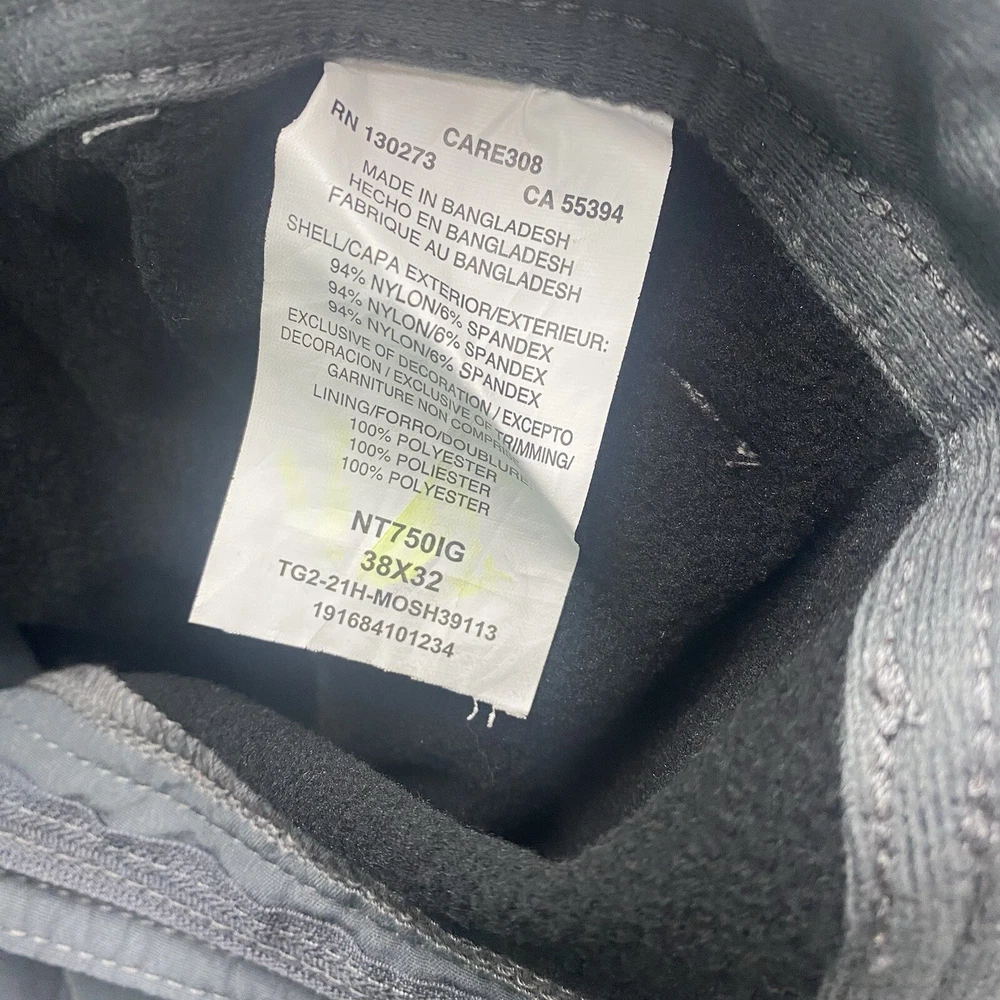 CARE308
RN 130273 CA 55394
MADE IN BANGLADESH
HECHO EN BANGLADESH
FABRIQUE AU BANGLADESH
SHELL/CAPA EXTERIOR/EXTERIEUR:
94% NYLON/6% SPANDEX
94% NYLON/6% SPANDEX
94% NYLON/6% SPANDEX
EXCLUSIVE OF DECORATION / EXCEPTO
DECORACION / EXCLUSIVE OF TRIMMING/
GARNITURE NON COMPRISE
LINING/FORRO/DOUBLURE
100% POLYESTER
100% POLIESTER
100% POLYESTER
NT750IG
38X32
TG2-21H-MOSH39113
191684101234